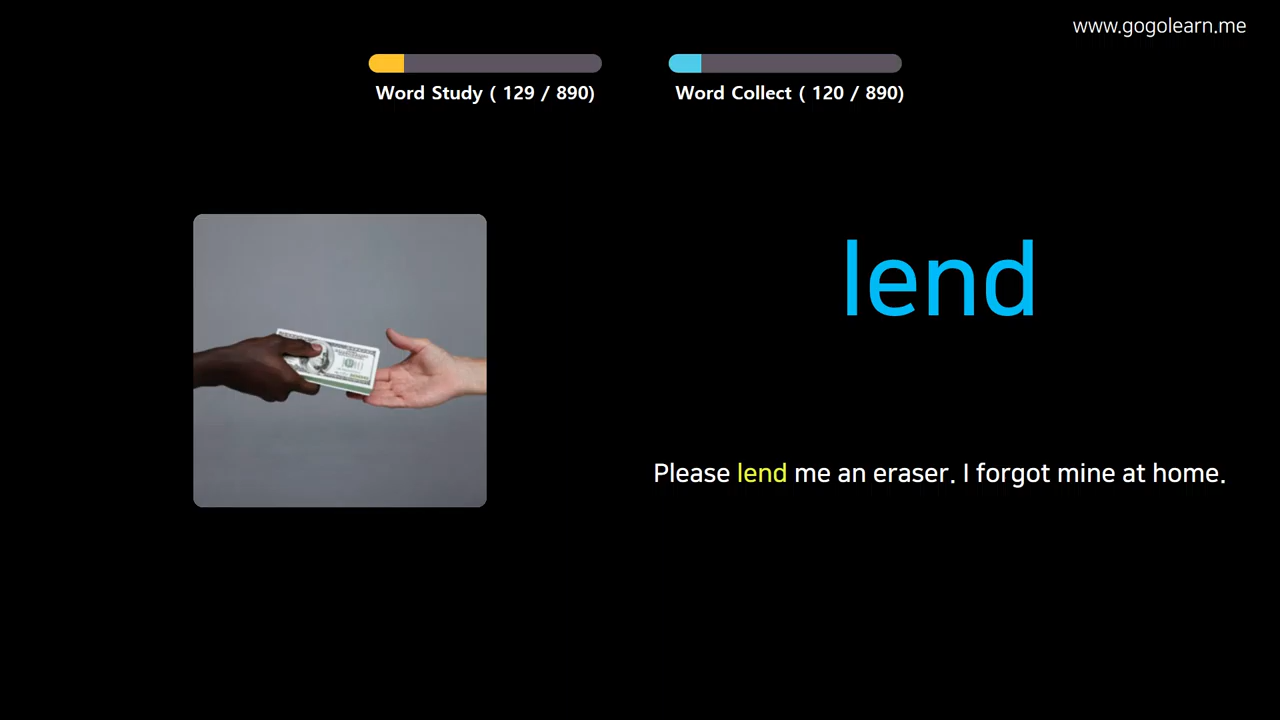 www.gogolearn.me
Word Study ( 129 / 890)
Word Collect ( 120 / 890)
lend
Please lend me an eraser. I forgot mine at home.